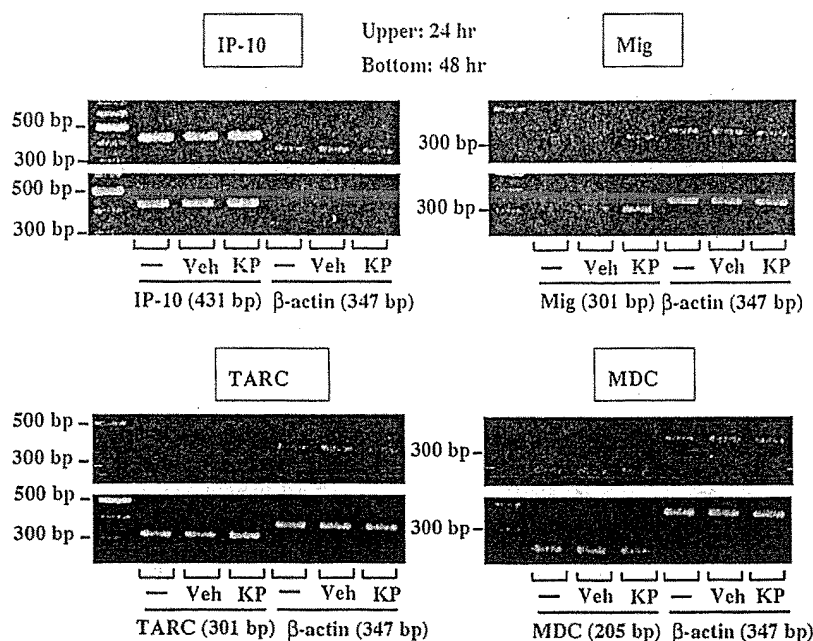 IP-10
Upper: 24 hr
Bottom: 48 hr
Mig
500 bp
300 bp
500 bp
300 bp
— Veh KP — Veh KP
IP-10 (431 bp) β-actin (347 bp)
300 bp
300 bp
— Veh KP — Veh KP
Mig (301 bp) β-actin (347 bp)
TARC
MDC
500 bp
300 bp
500 bp
300 bp
— Veh KP — Veh KP
TARC (301 bp) β-actin (347 bp)
300 bp
300 bp
— Veh KP — Veh KP
MDC (205 bp) β-actin (347 bp)